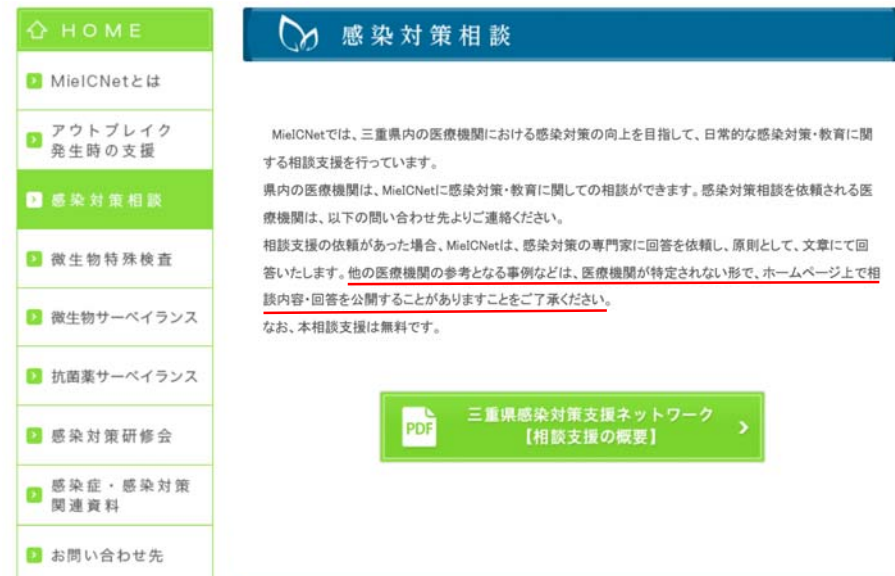 HOME
MieICNetとは
アウトブレイク
発生時の支援
感染対策相談
微生物特殊検査
微生物サーベイランス
抗菌薬サーベイランス
感染対策研修会
感染症・感染対策
関連資料
お問い合わせ先
感染対策相談
MieICNetでは、三重県内の医療機関における感染対策の向上を目指して、日常的な感染対策・教育に関
する相談支援を行っています。
県内の医療機関は、MieICNetに感染対策・教育に関しての相談ができます。感染対策相談を依頼される医
療機関は、以下の問い合わせ先よりご連絡ください。
相談支援の依頼があった場合、MieICNetは、感染対策の専門家に回答を依頼し、原則として、文章にて回
答いたします。他の医療機関の参考となる事例などは、医療機関が特定されない形で、ホームページ上で相
談内容・回答を公開することがありますことをご了承ください。
なお、本相談支援は無料です。
PDF
三重県感染対策支援ネットワーク
【相談支援の概要】